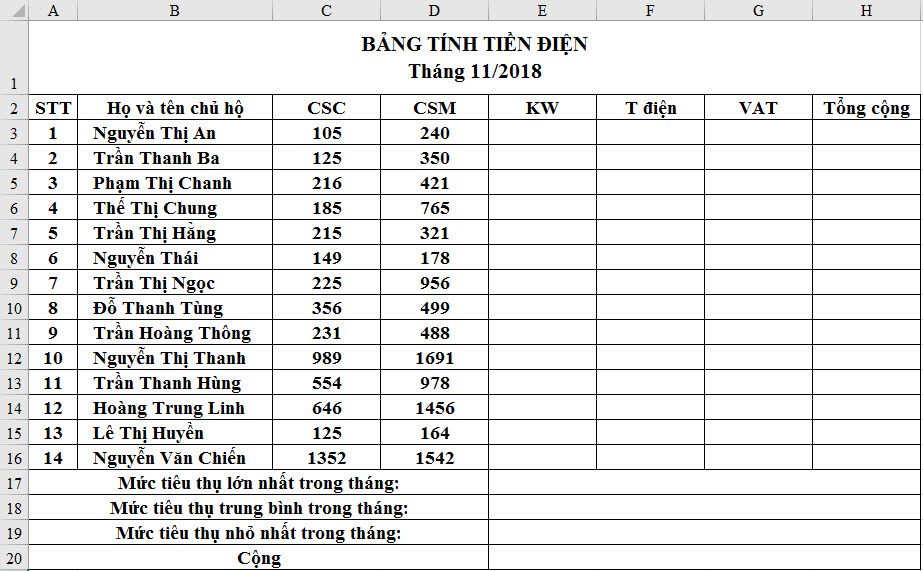 A B C D E F G H
1 BẢNG TÍNH TIỀN ĐIỆN
Tháng 11/2018
2 STT Họ và tên chủ hộ CSC CSM KW T điện VAT Tổng cộng
3 1 Nguyễn Thị An 105 240
4 2 Trần Thanh Ba 125 350
5 3 Phạm Thị Chanh 216 421
6 4 Thế Thị Chung 185 765
7 5 Trần Thị Hằng 215 321
8 6 Nguyễn Thái 149 178
9 7 Trần Thị Ngọc 225 956
10 8 Đỗ Thanh Tùng 356 499
11 9 Trần Hoàng Thông 231 488
12 10 Nguyễn Thị Thanh 989 1691
13 11 Trần Thanh Hùng 554 978
14 12 Hoàng Trung Linh 646 1456
15 13 Lê Thị Huyền 125 164
16 14 Nguyễn Văn Chiến 1352 1542
17 Mức tiêu thụ lớn nhất trong tháng:
18 Mức tiêu thụ trung bình trong tháng:
19 Mức tiêu thụ nhỏ nhất trong tháng:
20 Cộng